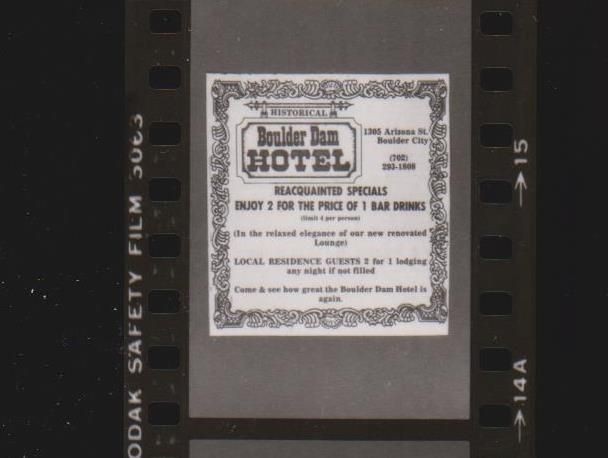 HISTORICAL
Boulder Dam
HOTEL
1305 Arizona St.
Boulder City
(702)
293-1808
REACQUAINTED SPECIALS
ENJOY 2 FOR THE PRICE OF 1 BAR DRINKS
(limit 4 per person)
(In the relaxed elegance of our new renovated
Lounge)
LOCAL RESIDENCE GUESTS 2 for 1 lodging
any night if not filled
Come & see how great the Boulder Dam Hotel is
again.
ODAK SAFETY FILM 5063
15
14A